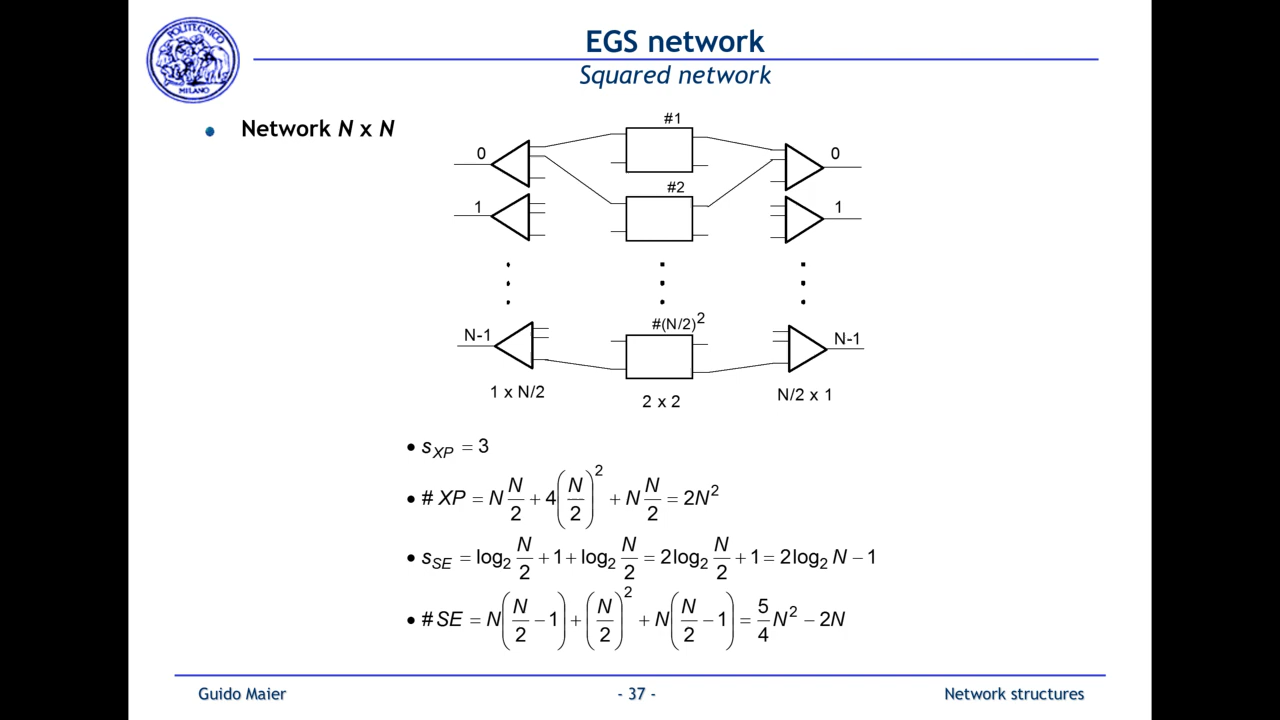 EGS network
Squared network
POLITECNICO
MILANO
• Network N x N
#1
0
0
#2
1
1
#(N/2)²
N-1
N-1
1 x N/2
2 x 2
N/2 x 1
• s_XP = 3
• # XP = N N/2 + 4(N/2)² + N N/2 = 2N²
• s_SE = log₂ N/2 + 1 + log₂ N/2 = 2log₂ N/2 + 1 = 2log₂ N − 1
• # SE = N(N/2 − 1) + (N/2)² + N(N/2 − 1) = 5/4 N² − 2N
Guido Maier
- 37 -
Network structures